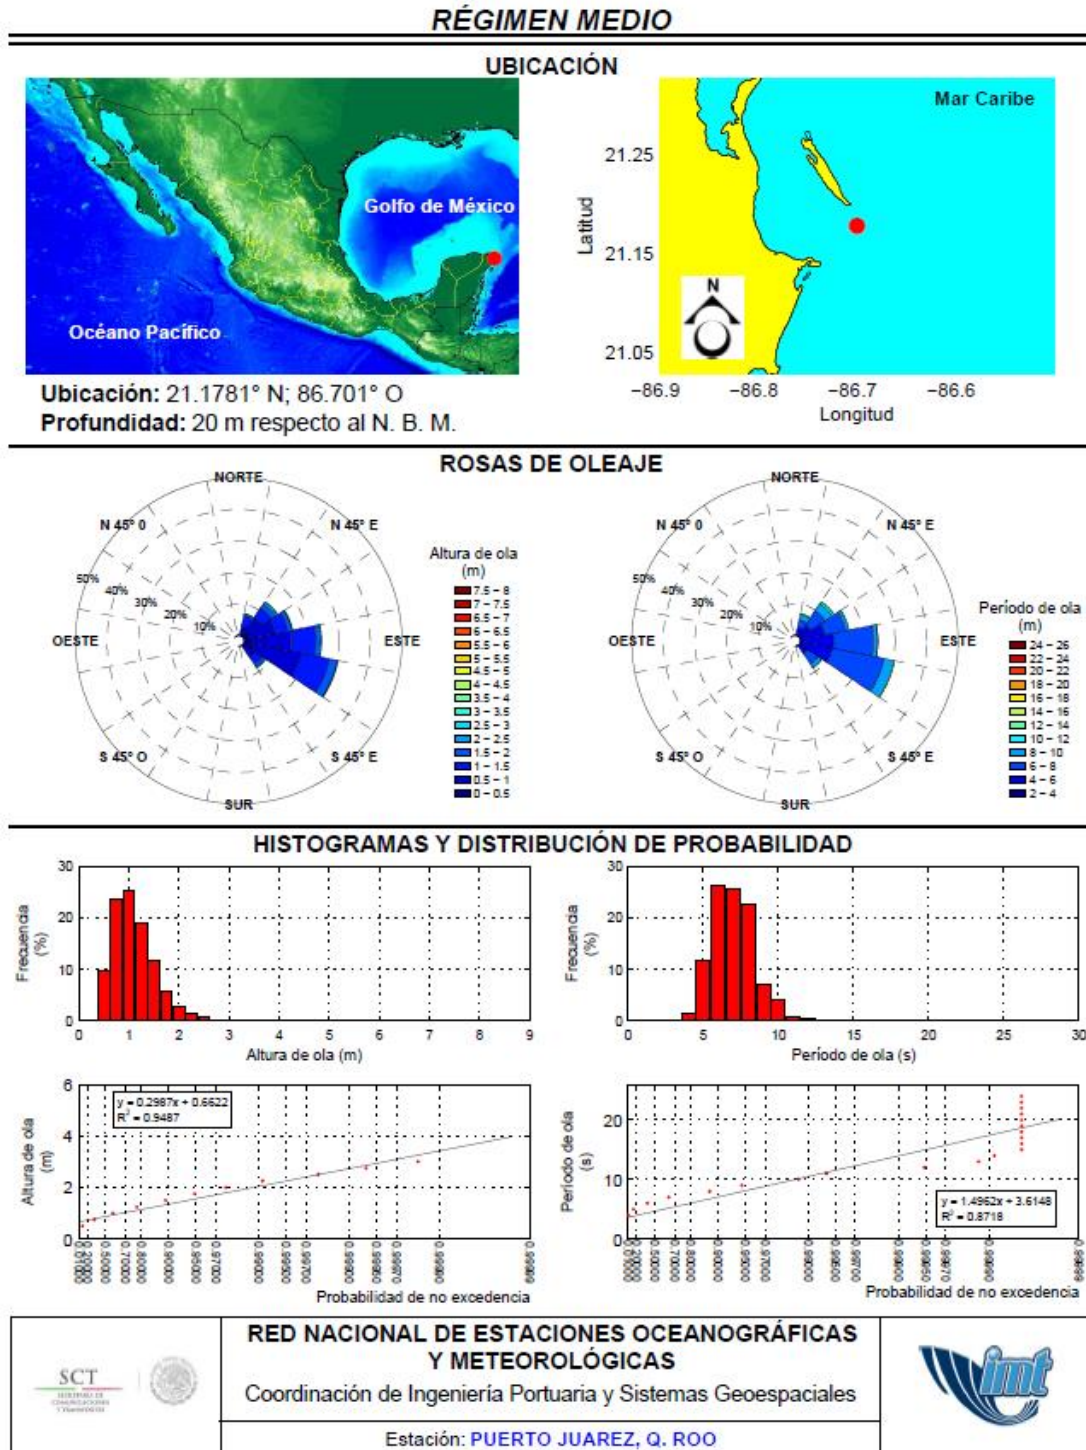 RÉGIMEN MEDIO
UBICACIÓN
Golfo de México
Océano Pacífico
Mar Caribe
Latitud
21.25
21.15
21.05
N
−86.9 −86.8 −86.7 −86.6
Longitud
Ubicación: 21.1781° N; 86.701° O
Profundidad: 20 m respecto al N. B. M.
ROSAS DE OLEAJE
NORTE
N 45º 0
N 45º E
50%
40%
30%
20%
10%
OESTE
ESTE
S 45º O
S 45º E
SUR
Altura de ola
(m)
7.5 − 8
7 − 7.5
6.5 − 7
6 − 6.5
5.5 − 6
5 − 5.5
4.5 − 5
4 − 4.5
3.5 − 4
3 − 3.5
2.5 − 3
2 − 2.5
1.5 − 2
1 − 1.5
0.5 − 1
0 − 0.5
NORTE
N 45º 0
N 45º E
50%
40%
30%
20%
10%
OESTE
ESTE
S 45º O
S 45º E
SUR
Período de ola
(m)
24 − 26
22 − 24
20 − 22
18 − 20
16 − 18
14 − 16
12 − 14
10 − 12
8 − 10
6 − 8
4 − 6
2 − 4
HISTOGRAMAS Y DISTRIBUCIÓN DE PROBABILIDAD
Frecuencia
(%)
30
20
10
0
0 1 2 3 4 5 6 7 8 9
Altura de ola (m)
Frecuencia
(%)
30
20
10
0
0 5 10 15 20 25 30
Período de ola (s)
Altura de ola
(m)
6
4
2
0
y = 0.2987x + 0.6622
R² = 0.9487
Probabilidad de no excedencia
Período de ola
(s)
20
10
0
y = 1.4962x + 3.6148
R² = 0.8718
Probabilidad de no excedencia
SCT
RED NACIONAL DE ESTACIONES OCEANOGRÁFICAS
Y METEOROLÓGICAS
Coordinación de Ingeniería Portuaria y Sistemas Geoespaciales
Estación: PUERTO JUAREZ, Q. ROO
imt